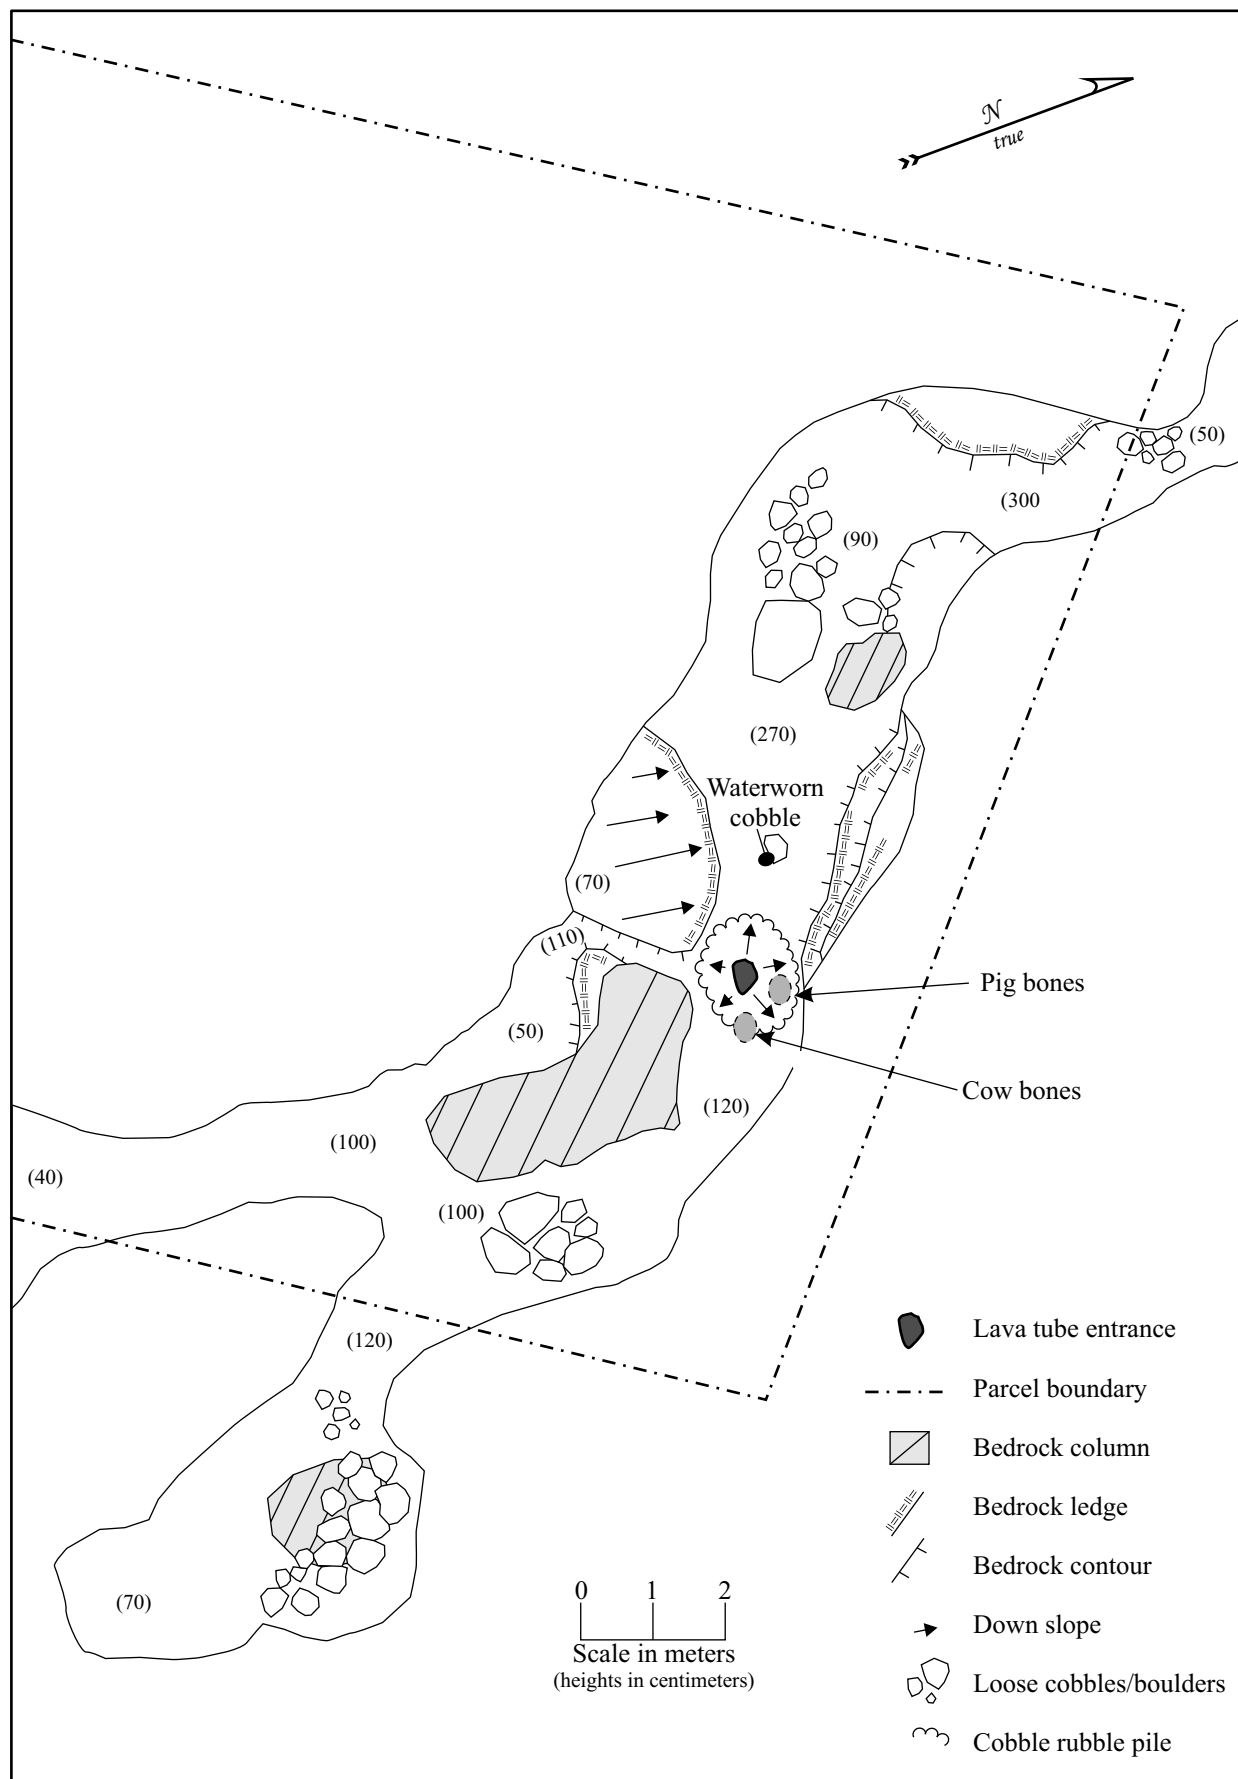 N
true
(50)
(300
(90)
(270)
Waterworn
cobble
(70)
(110)
Pig bones
(50)
Cow bones
(120)
(100)
(40)
(100)
Lava tube entrance
(120)
Parcel boundary
Bedrock column
Bedrock ledge
Bedrock contour
(70)
0 1 2
Scale in meters
(heights in centimeters)
Down slope
Loose cobbles/boulders
Cobble rubble pile